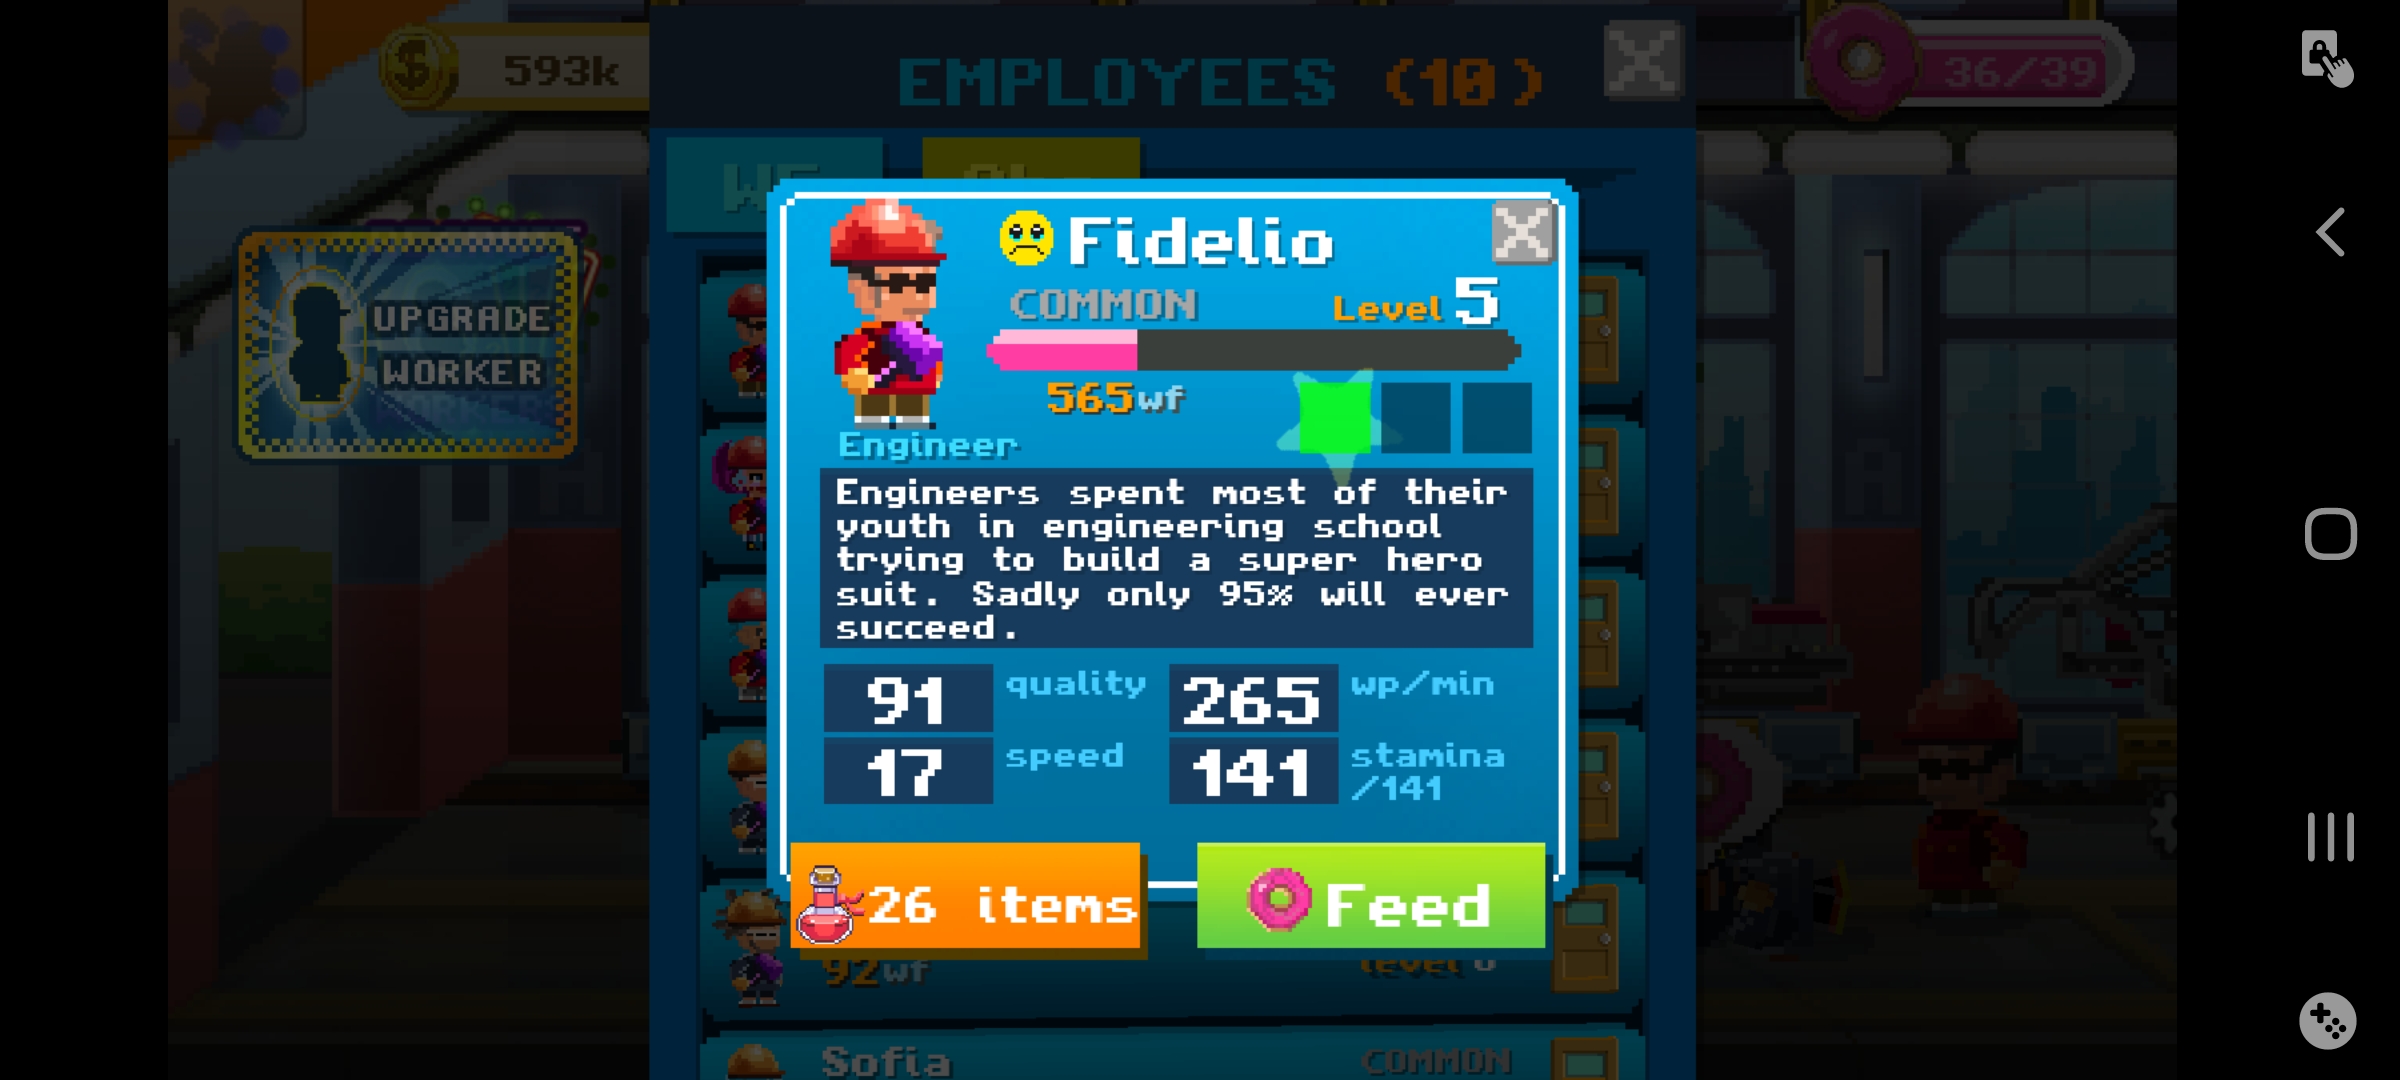 593k
EMPLOYEES (10)
36/39
UPGRADE
WORKER
Fidelio
COMMON
Level 5
565wf
Engineer
Engineers spent most of their
youth in engineering school
trying to build a super hero
suit. Sadly only 95% will ever
succeed.
91 quality
265 wp/min
17 speed
141 stamina
/141
26 items
Feed
92wf
level 6
Sofia
COMMON